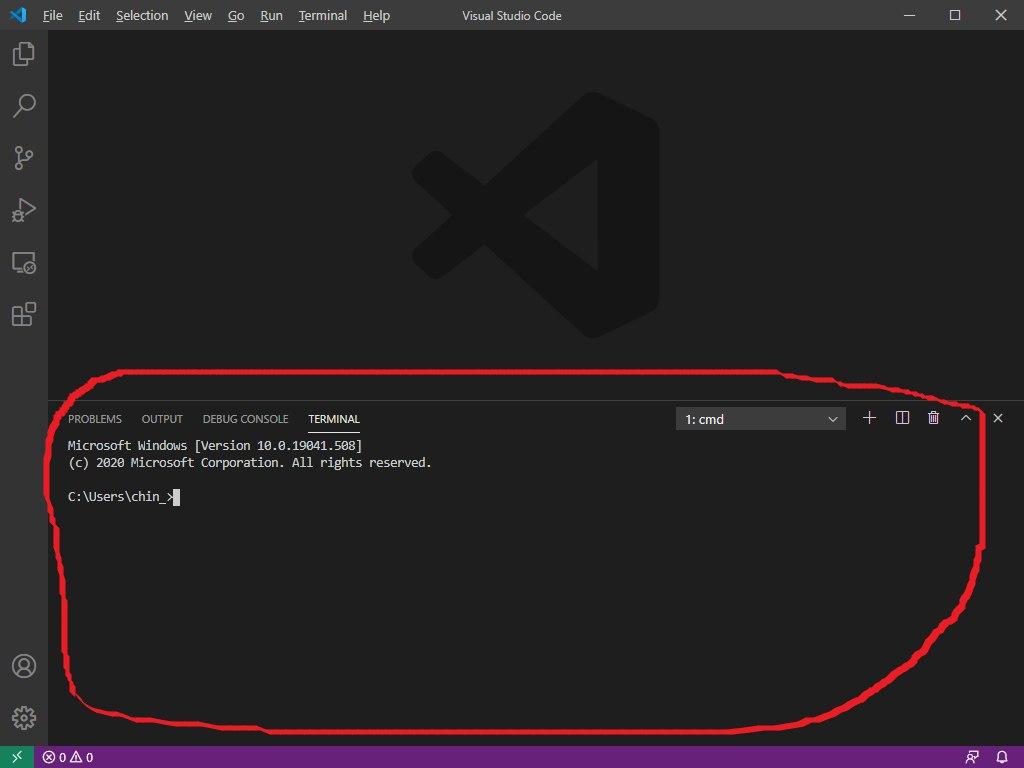 File Edit Selection View Go Run Terminal Help Visual Studio Code
PROBLEMS OUTPUT DEBUG CONSOLE TERMINAL 1: cmd
Microsoft Windows [Version 10.0.19041.508]
(c) 2020 Microsoft Corporation. All rights reserved.
C:\Users\chin_>
0 0